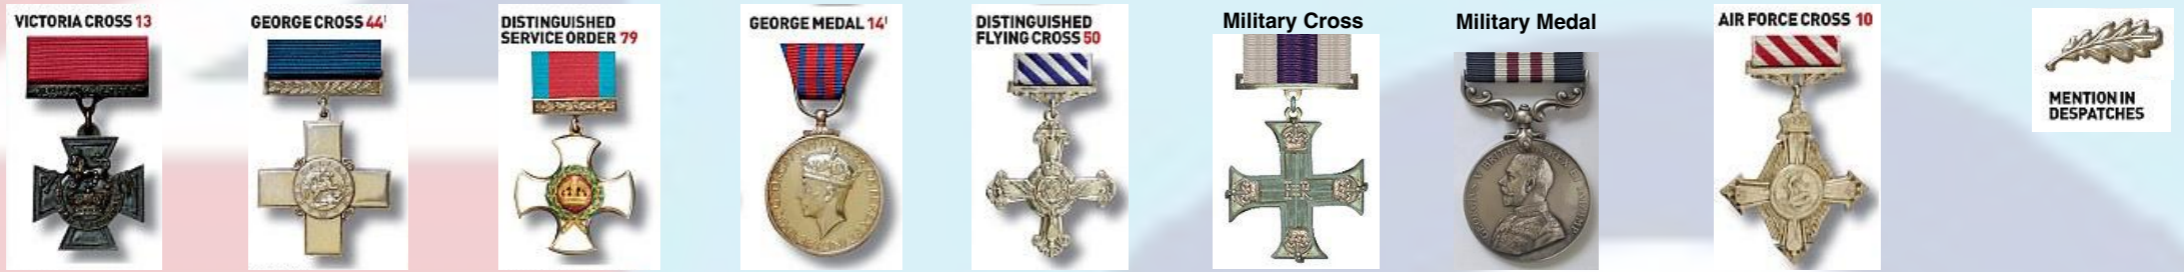 VICTORIA CROSS 13
GEORGE CROSS 44'
DISTINGUISHED
SERVICE ORDER 79
GEORGE MEDAL 14'
DISTINGUISHED
FLYING CROSS 50
Military Cross
Military Medal
AIR FORCE CROSS 10
MENTION IN
DESPATCHES